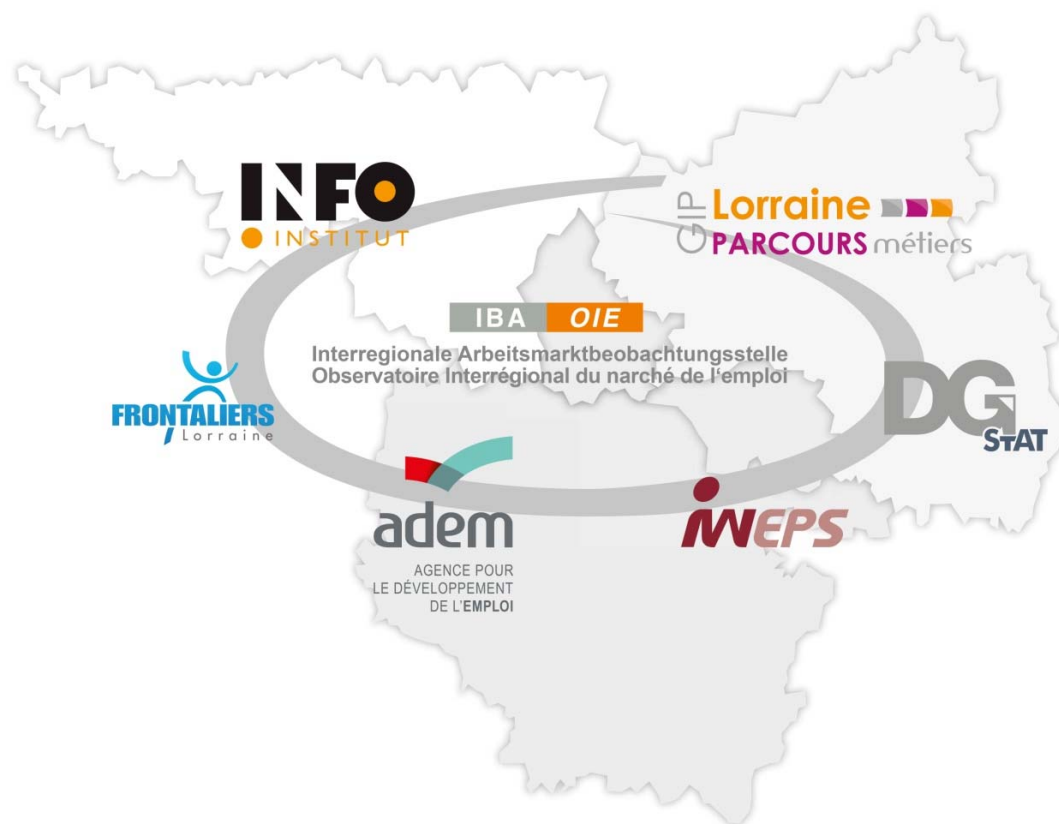 INFO
INSTITUT
GIP
Lorraine
PARCOURS métiers
IBA OIE
Interregionale Arbeitsmarktbeobachtungsstelle
Observatoire Interrégional du narché de l'emploi
FRONTALIERS
Lorraine
DG
STAT
adem
AGENCE POUR
LE DÉVELOPPEMENT
DE L'EMPLOI
iWEPS